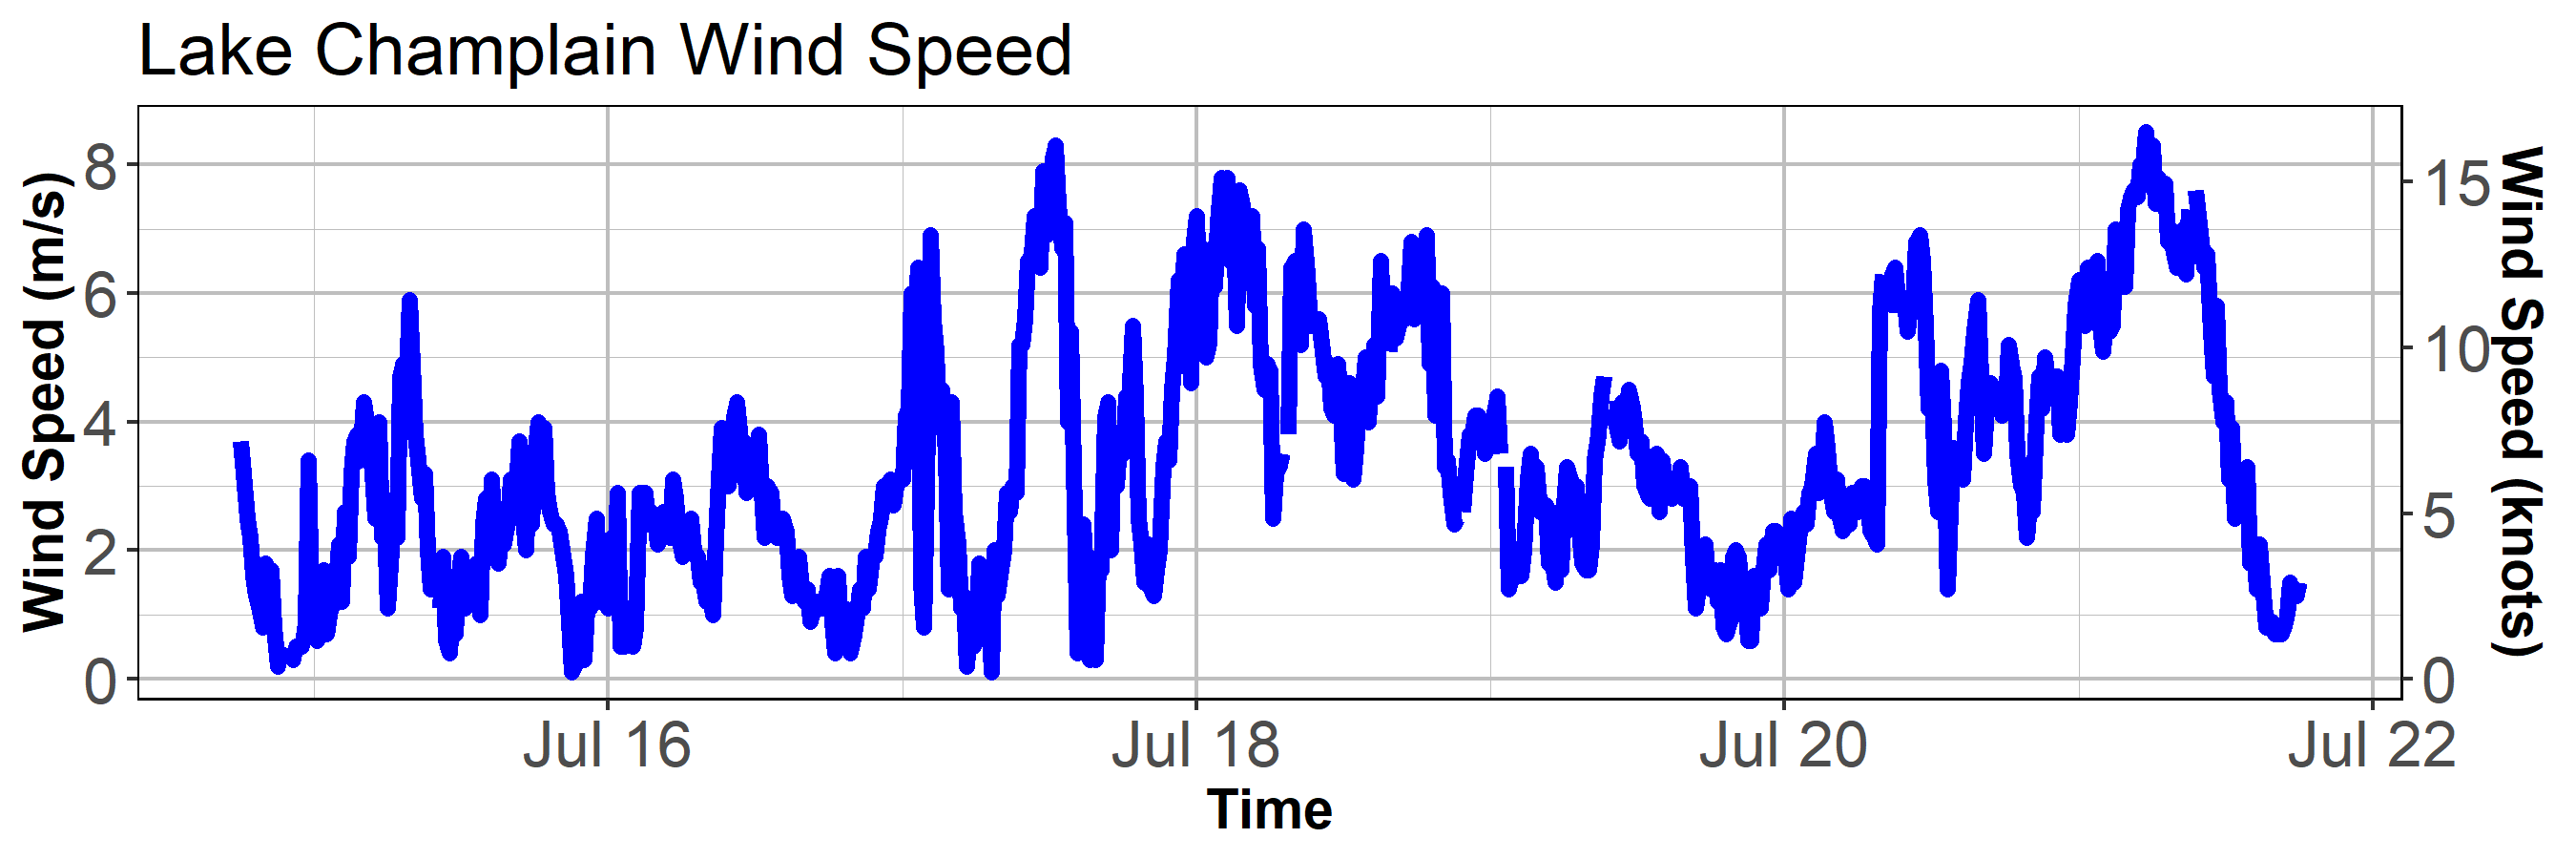 Lake Champlain Wind Speed
Wind Speed (m/s)
8
6
4
2
0
15
10
5
0
Wind Speed (knots)
Jul 16 Jul 18 Jul 20 Jul 22
Time